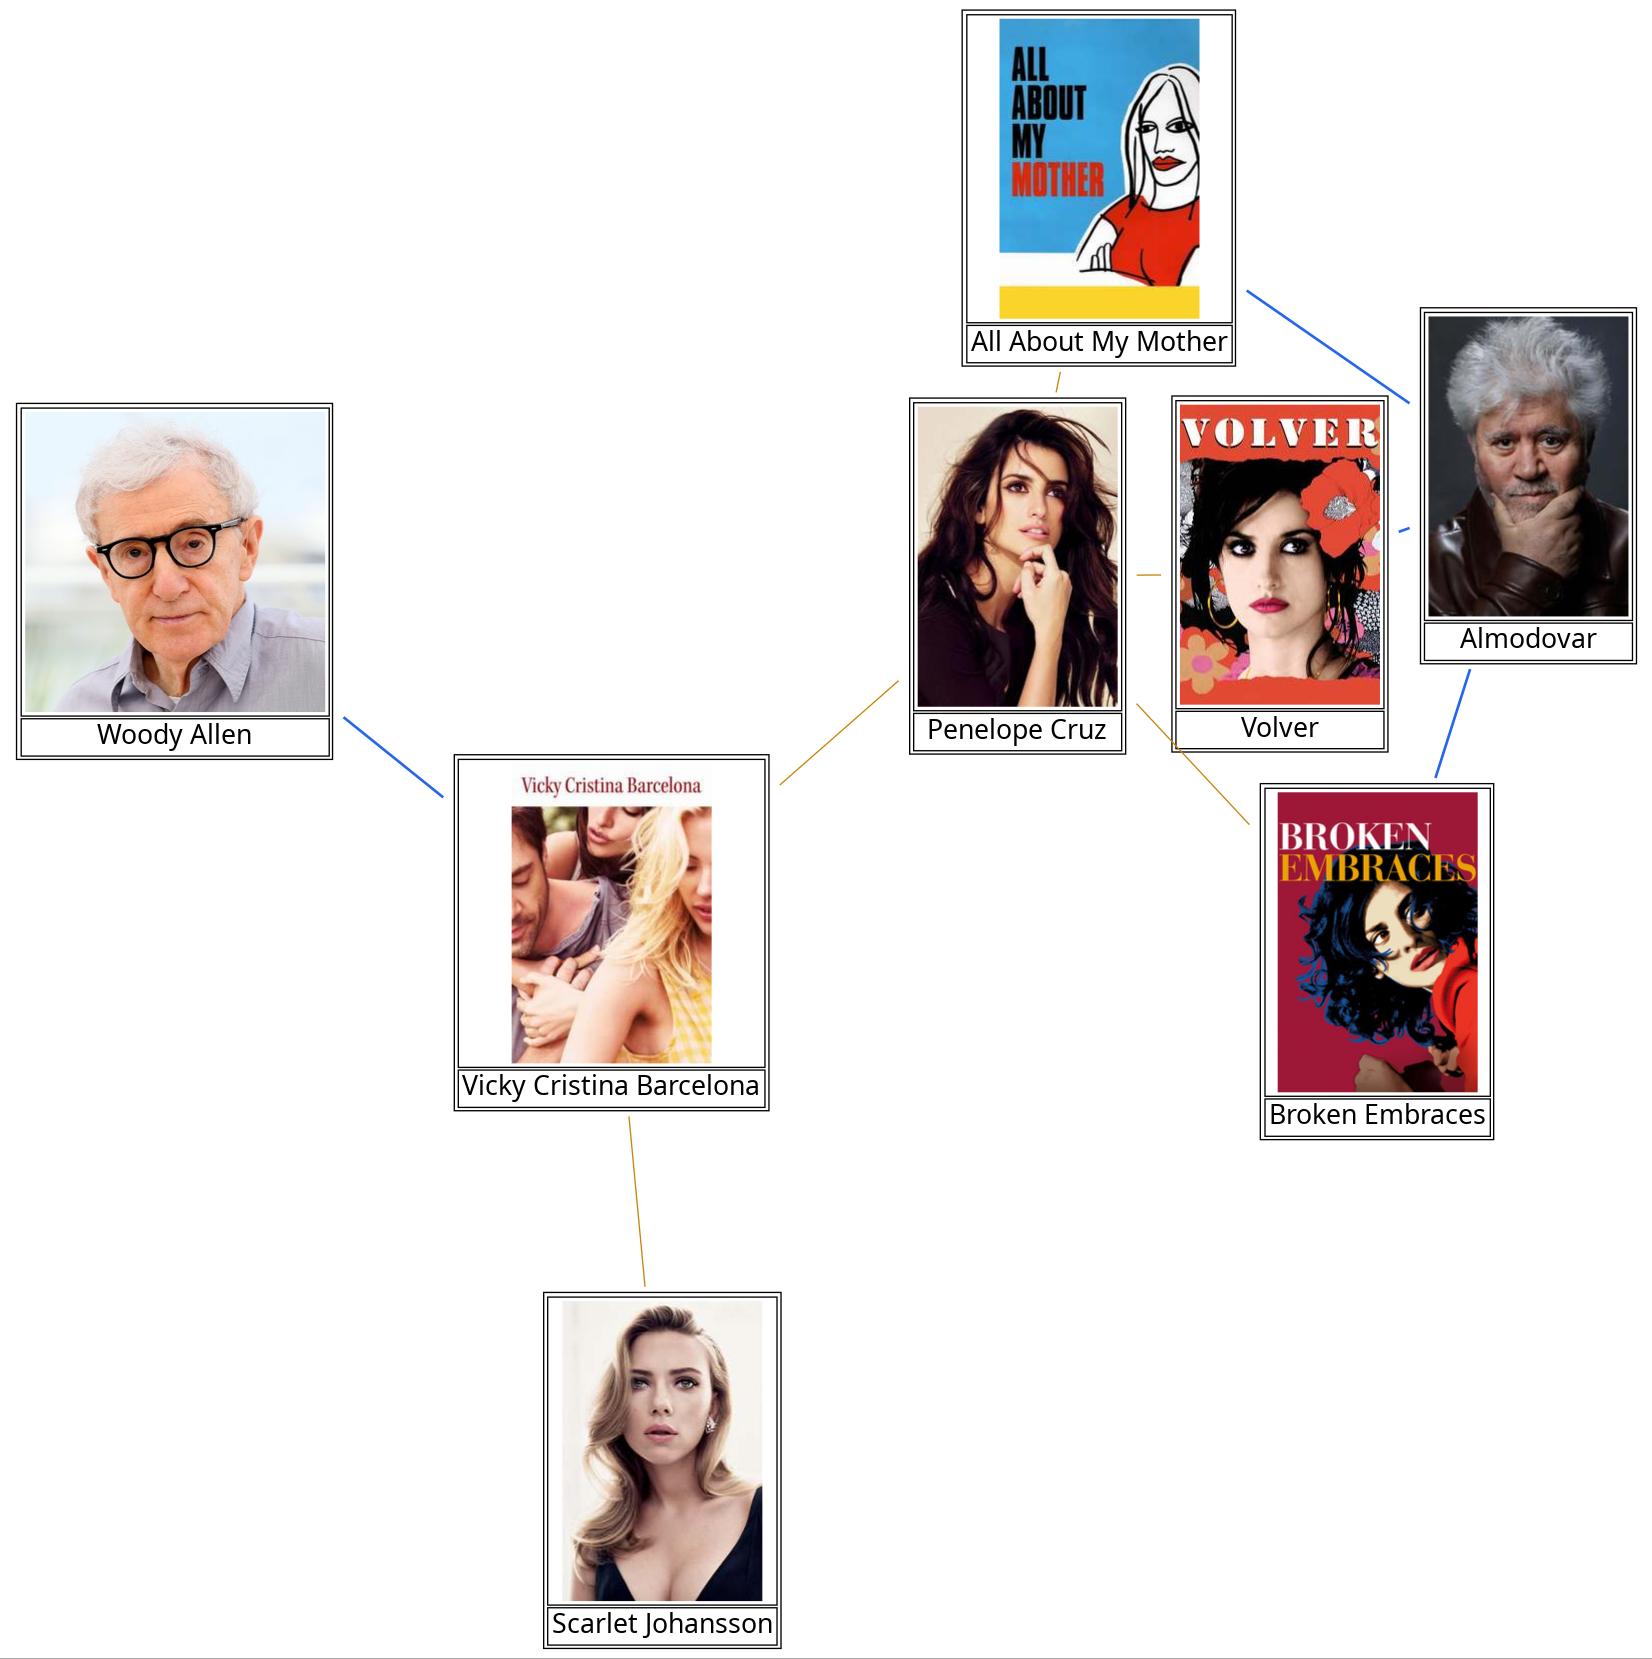 ALL
ABOUT
MY
MOTHER
All About My Mother
Woody Allen
Penelope Cruz
VOLVER
Volver
Almodovar
Vicky Cristina Barcelona
Vicky Cristina Barcelona
BROKEN
EMBRACES
Broken Embraces
Scarlet Johansson